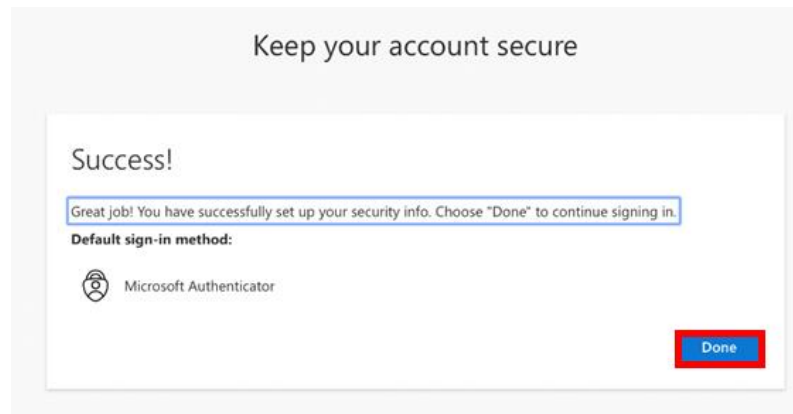 Keep your account secure
Success!
Great job! You have successfully set up your security info. Choose "Done" to continue signing in.
Default sign-in method:
Microsoft Authenticator
Done